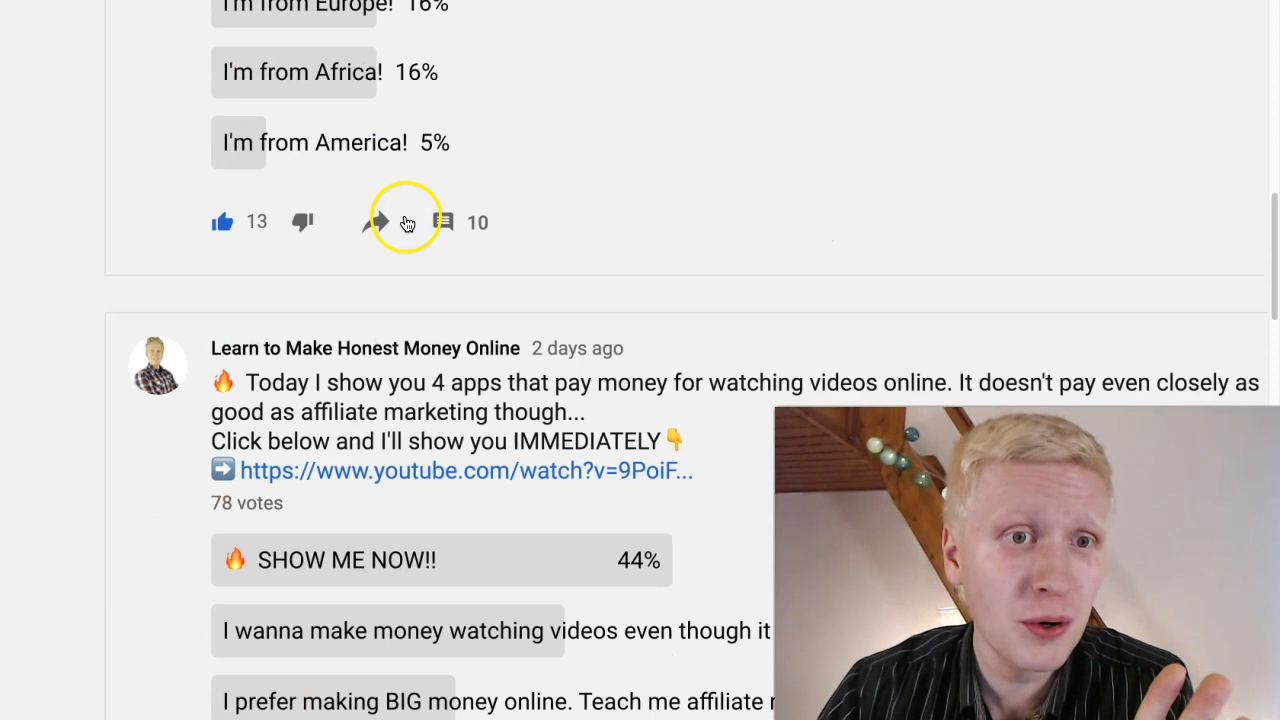 I'm from Europe! 16%
I'm from Africa! 16%
I'm from America! 5%
13 10
Learn to Make Honest Money Online 2 days ago
🔥 Today I show you 4 apps that pay money for watching videos online. It doesn't pay even closely as
good as affiliate marketing though...
Click below and I'll show you IMMEDIATELY👇
➡️ https://www.youtube.com/watch?v=9PoiF...
78 votes
🔥 SHOW ME NOW!! 44%
I wanna make money watching videos even though it
I prefer making BIG money online. Teach me affiliate